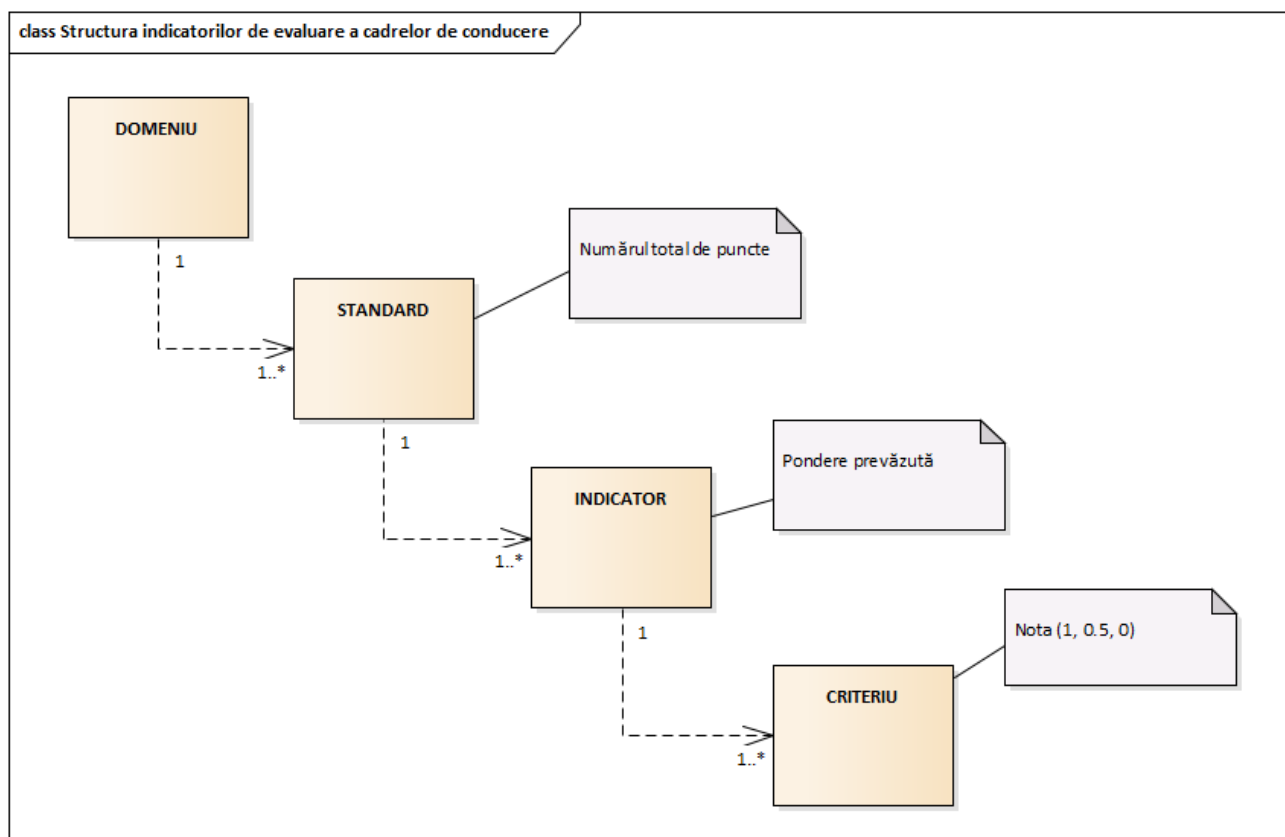 class Structura indicatorilor de evaluare a cadrelor de conducere
DOMENIU
1
1..*
STANDARD
Numărul total de puncte
1
1..*
INDICATOR
Pondere prevăzută
1
1..*
CRITERIU
Nota (1, 0.5, 0)